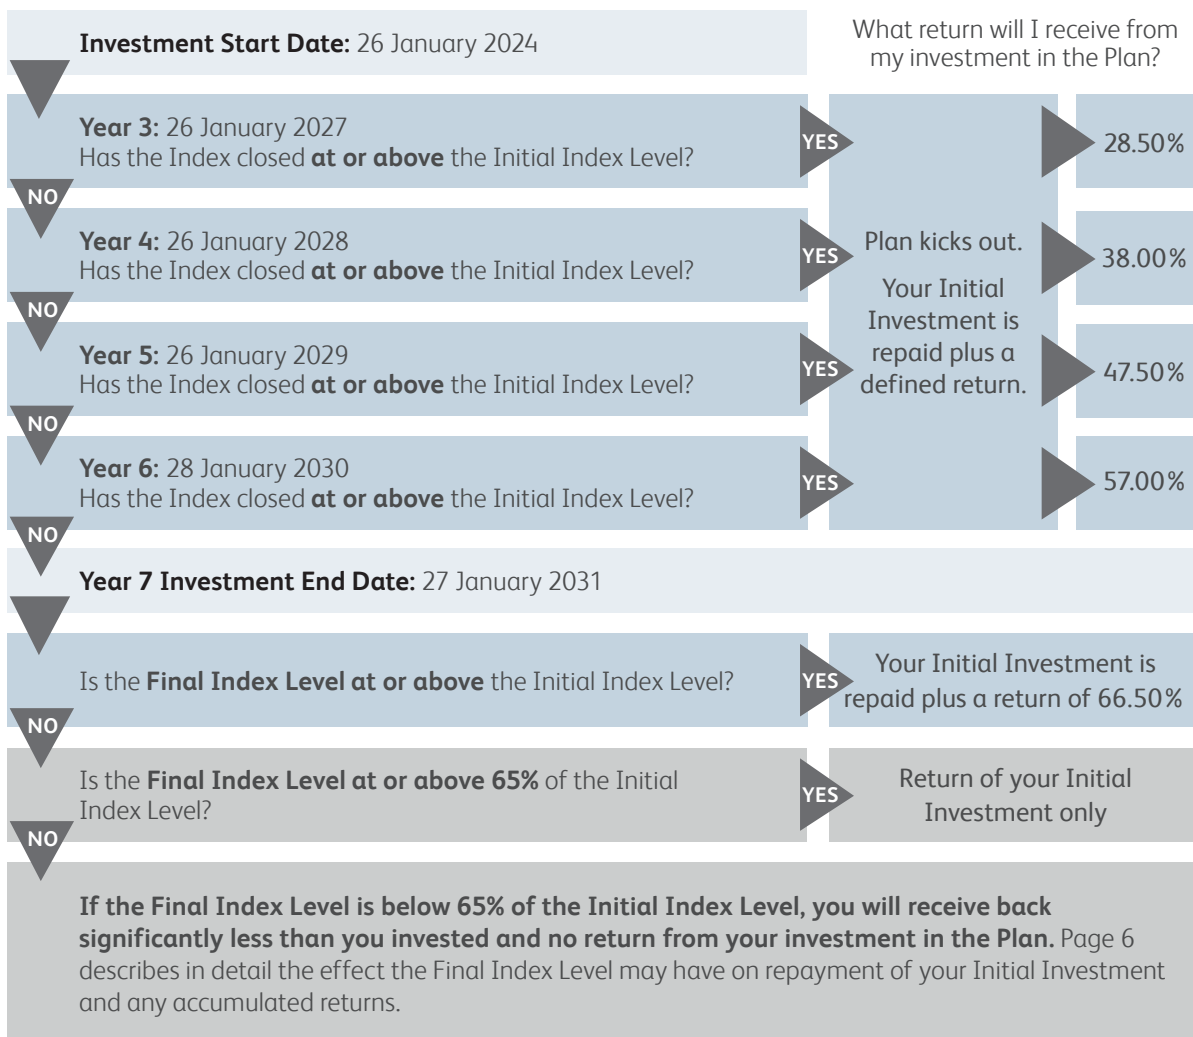 Investment Start Date: 26 January 2024
What return will I receive from
my investment in the Plan?
Year 3: 26 January 2027
Has the Index closed at or above the Initial Index Level?
YES
28.50%
NO
Year 4: 26 January 2028
Has the Index closed at or above the Initial Index Level?
YES
38.00%
NO
Year 5: 26 January 2029
Has the Index closed at or above the Initial Index Level?
YES
47.50%
NO
Year 6: 28 January 2030
Has the Index closed at or above the Initial Index Level?
YES
57.00%
Plan kicks out.
Your Initial
Investment is
repaid plus a
defined return.
NO
Year 7 Investment End Date: 27 January 2031
Is the Final Index Level at or above the Initial Index Level?
YES
Your Initial Investment is
repaid plus a return of 66.50%
NO
Is the Final Index Level at or above 65% of the Initial
Index Level?
YES
Return of your Initial
Investment only
NO
If the Final Index Level is below 65% of the Initial Index Level, you will receive back
significantly less than you invested and no return from your investment in the Plan. Page 6
describes in detail the effect the Final Index Level may have on repayment of your Initial Investment
and any accumulated returns.